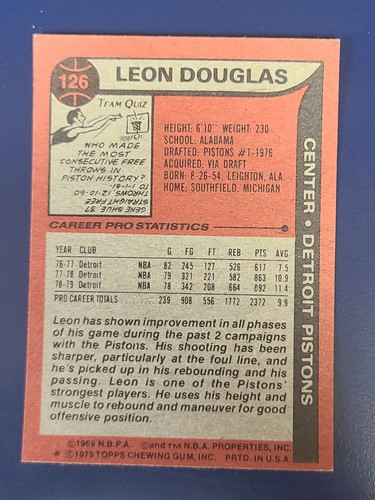 126
LEON DOUGLAS
TEAM QUIZ
WHO MADE
THE MOST
CONSECUTIVE FREE
THROWS IN
PISTON HISTORY?
GENE SHUE, 37
STRAIGHT FREE
THROWS, 12-10-60
TO 1-1-61.
HEIGHT: 6'10" WEIGHT: 230
SCHOOL: ALABAMA
DRAFTED: PISTONS #1-1976
ACQUIRED: VIA DRAFT
BORN: 8-26-54, LEIGHTON, ALA.
HOME: SOUTHFIELD, MICHIGAN
CENTER • DETROIT PISTONS
CAREER PRO STATISTICS
YEAR CLUB G FG FT REB PTS AVG
76-77 Detroit NBA 82 245 127 526 617 7.5
77-78 Detroit NBA 79 321 221 582 863 10.9
78-79 Detroit NBA 78 342 208 664 892 11.4
PRO CAREER TOTALS 239 908 556 1772 2372 9.9
Leon has shown improvement in all phases
of his game during the past 2 campaigns
with the Pistons. His shooting has been
sharper, particularly at the foul line, and
he's picked up in his rebounding and his
passing. Leon is one of the Pistons'
strongest players. He uses his height and
muscle to rebound and maneuver for good
offensive position.
©1969 N.B.P.A. ©and TM N.B.A. PROPERTIES, INC.
* ©1979 TOPPS CHEWING GUM, INC. PRTD. IN U.S.A.